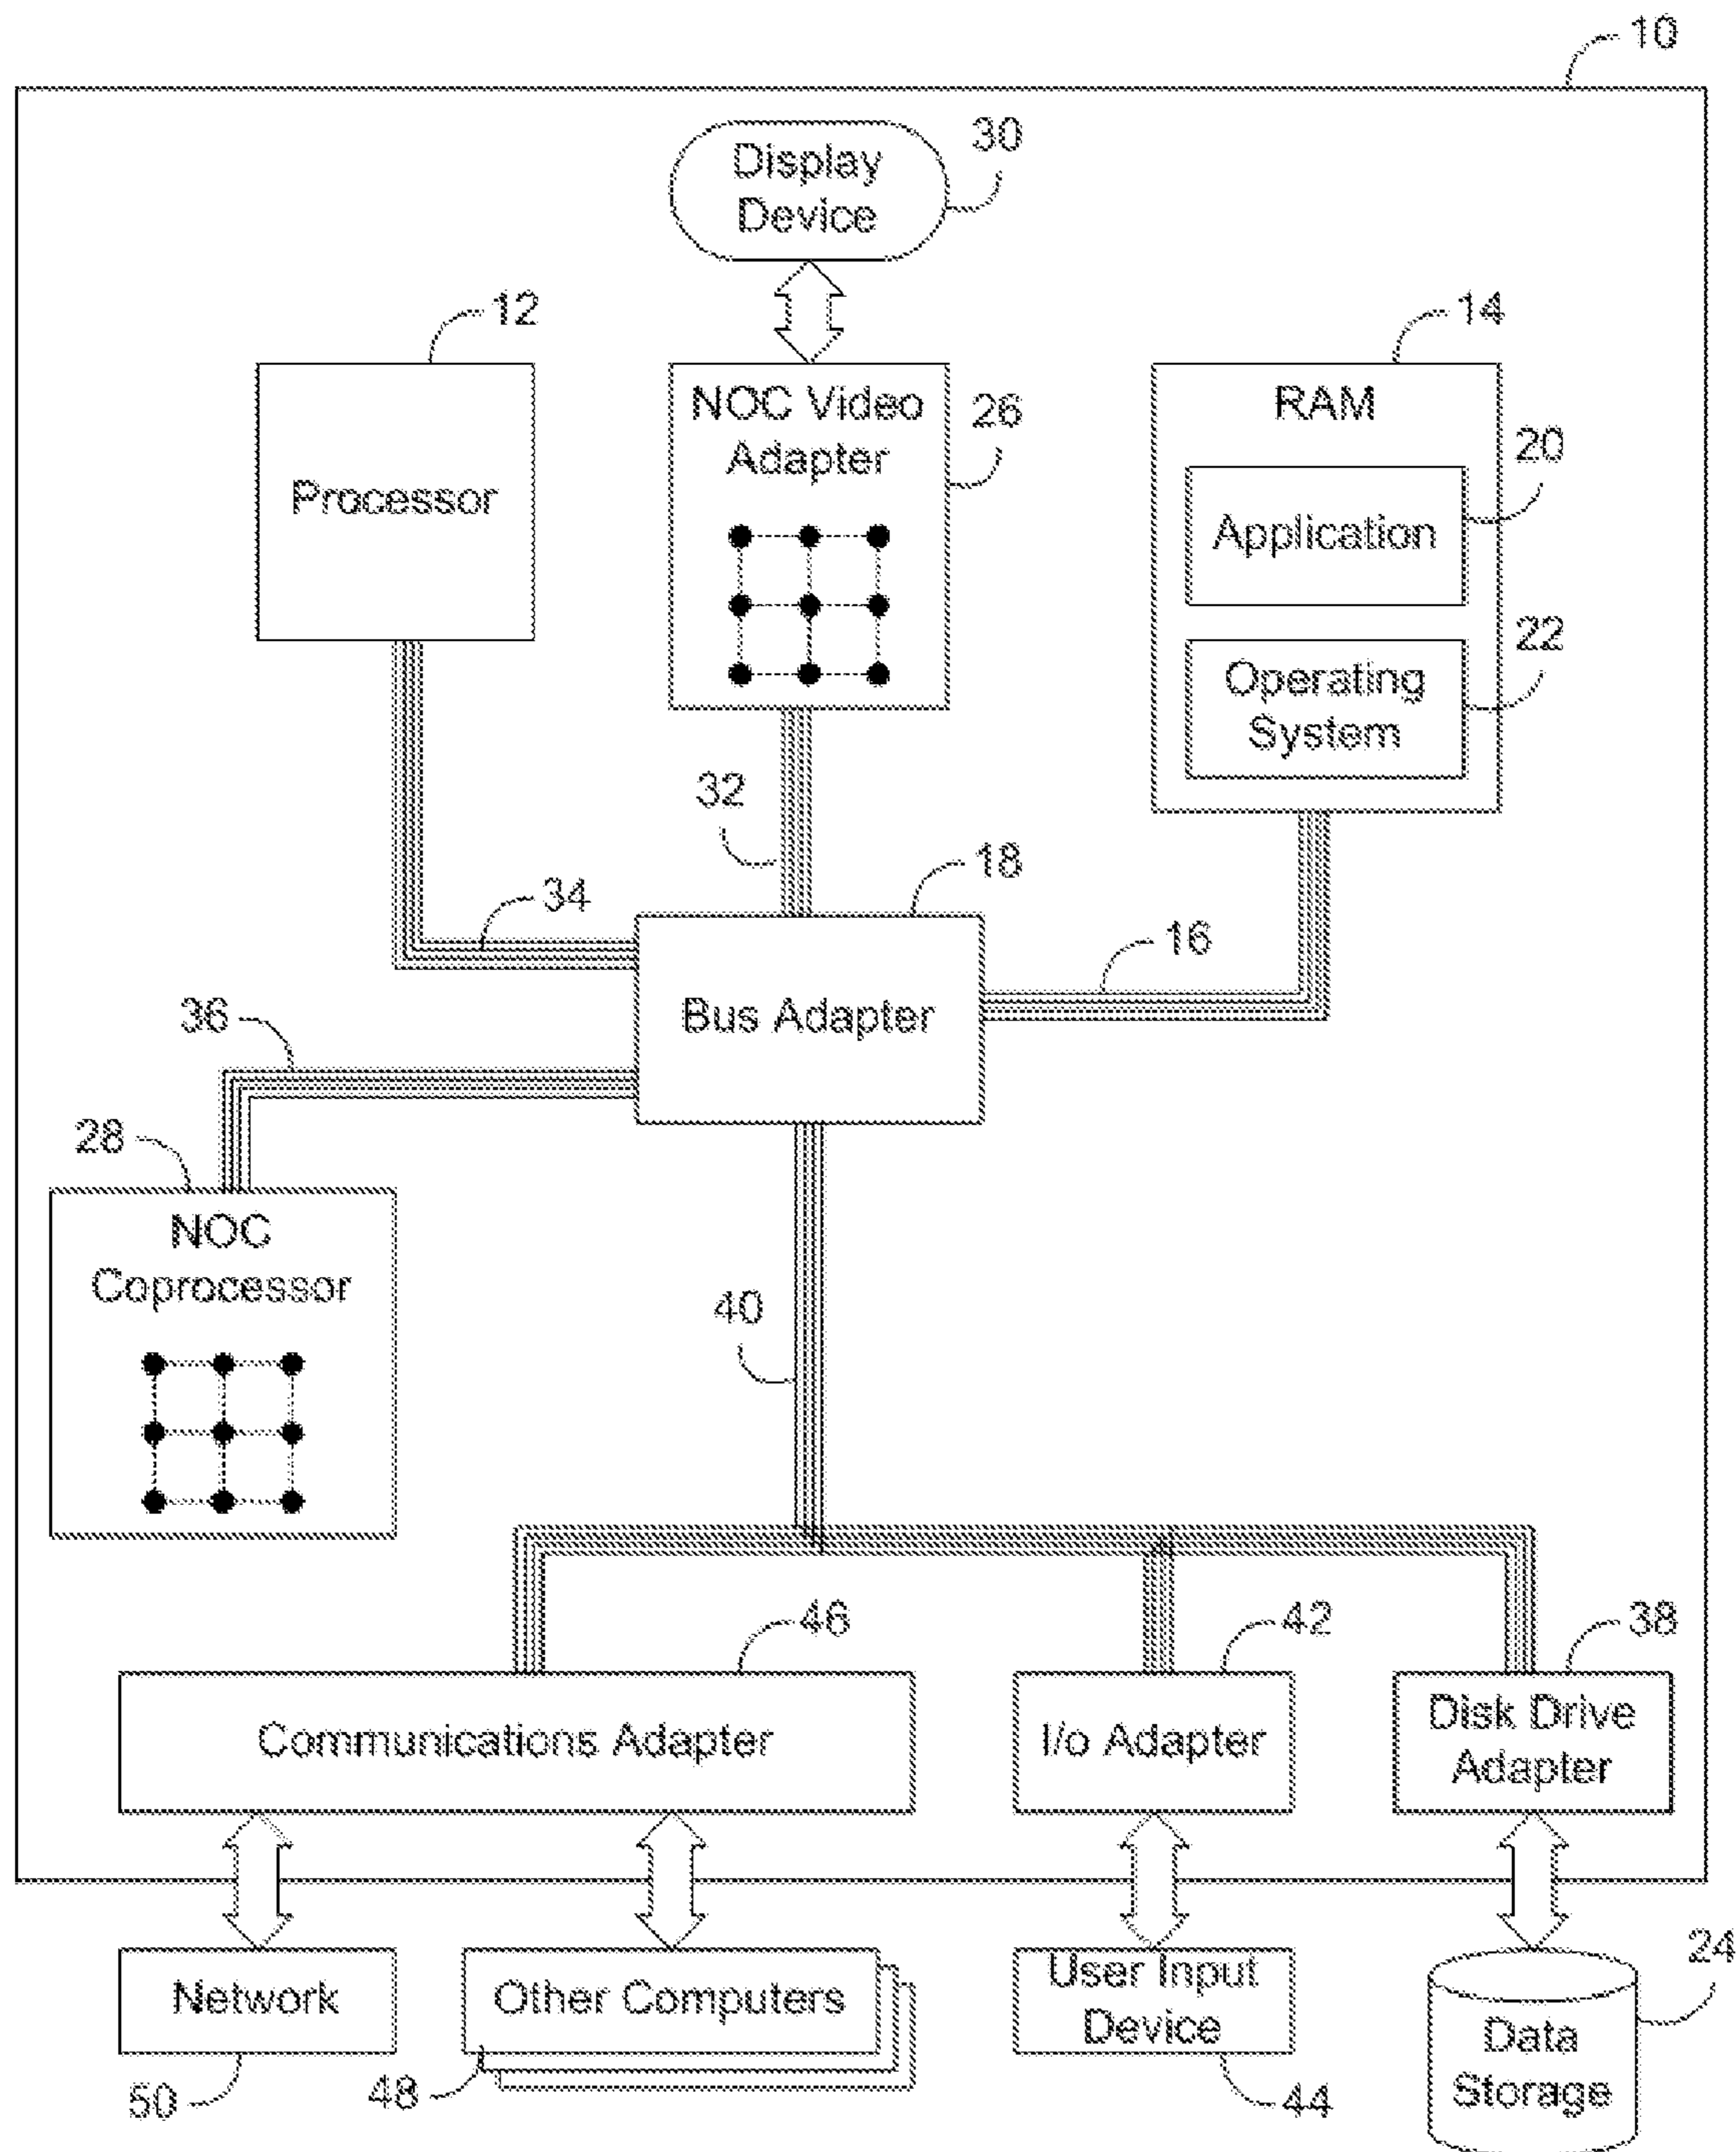 10
Display
Device
30
12
14
NOC Video
Adapter
26
RAM
20
Processor
Application
22
Operating
System
32
18
34
16
36
Bus Adapter
28
NOC
Coprocessor
40
46
42
38
Communications Adapter
I/o Adapter
Disk Drive
Adapter
24
Network
Other Computers
User Input
Device
Data
Storage
50
48
44